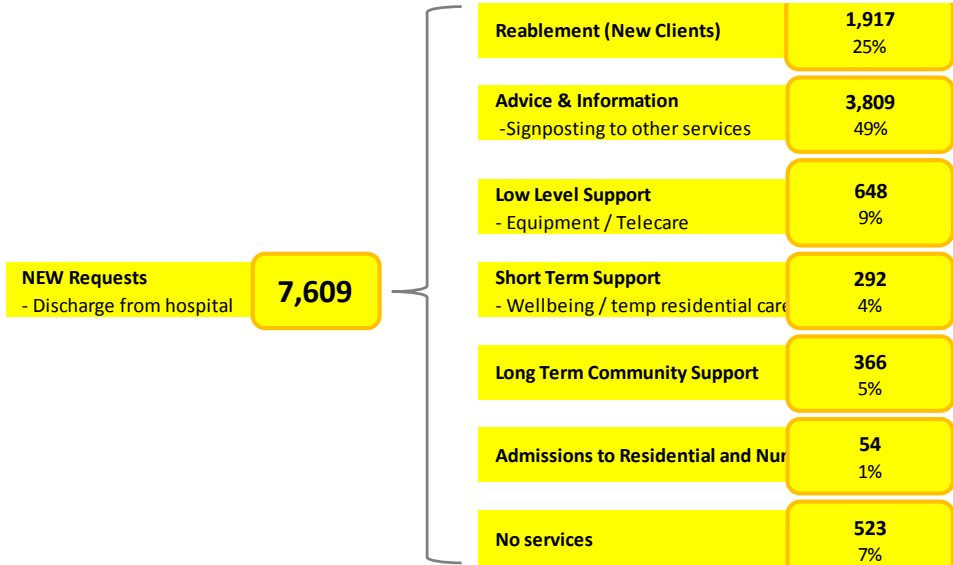 NEW Requests
- Discharge from hospital
7,609
Reablement (New Clients)
1,917
25%
Advice & Information
-Signposting to other services
3,809
49%
Low Level Support
- Equipment / Telecare
648
9%
Short Term Support
- Wellbeing / temp residential care
292
4%
Long Term Community Support
366
5%
Admissions to Residential and Nur
54
1%
No services
523
7%